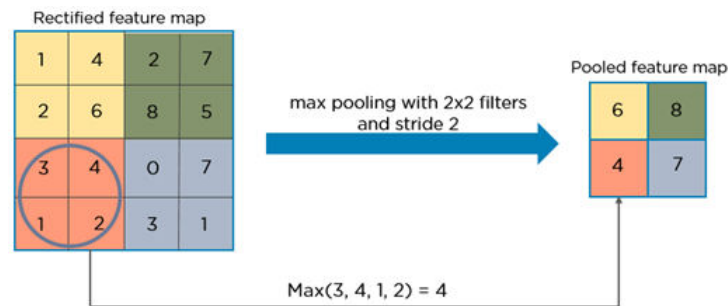 Rectified feature map
1 4 2 7
2 6 8 5
3 4 0 7
1 2 3 1
max pooling with 2x2 filters
and stride 2
Pooled feature map
6 8
4 7
Max(3, 4, 1, 2) = 4